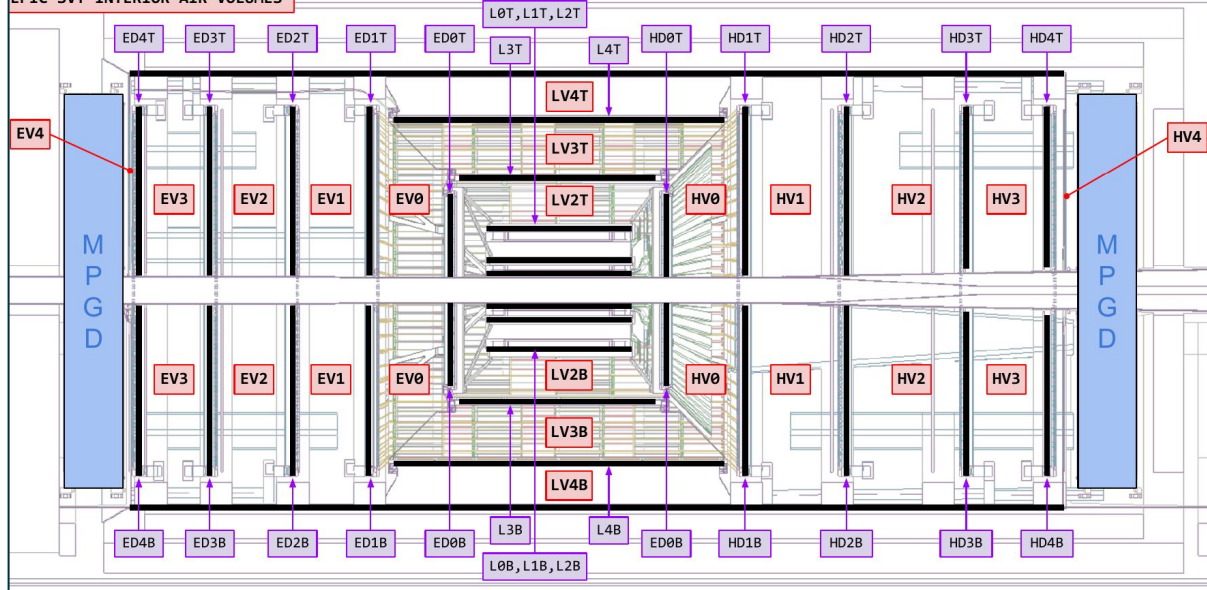 EPIC SVT INTERIOR AIR VOLUMES
L0T,L1T,L2T
ED4T
ED3T
ED2T
ED1T
ED0T
L3T
L4T
HD0T
HD1T
HD2T
HD3T
HD4T
LV4T
EV4
LV3T
HV4
EV3
EV2
EV1
EV0
LV2T
HV0
HV1
HV2
HV3
MPGD
MPGD
EV3
EV2
EV1
EV0
LV2B
HV0
HV1
HV2
HV3
LV3B
LV4B
ED4B
ED3B
ED2B
ED1B
ED0B
L3B
L4B
ED0B
HD1B
HD2B
HD3B
HD4B
L0B,L1B,L2B